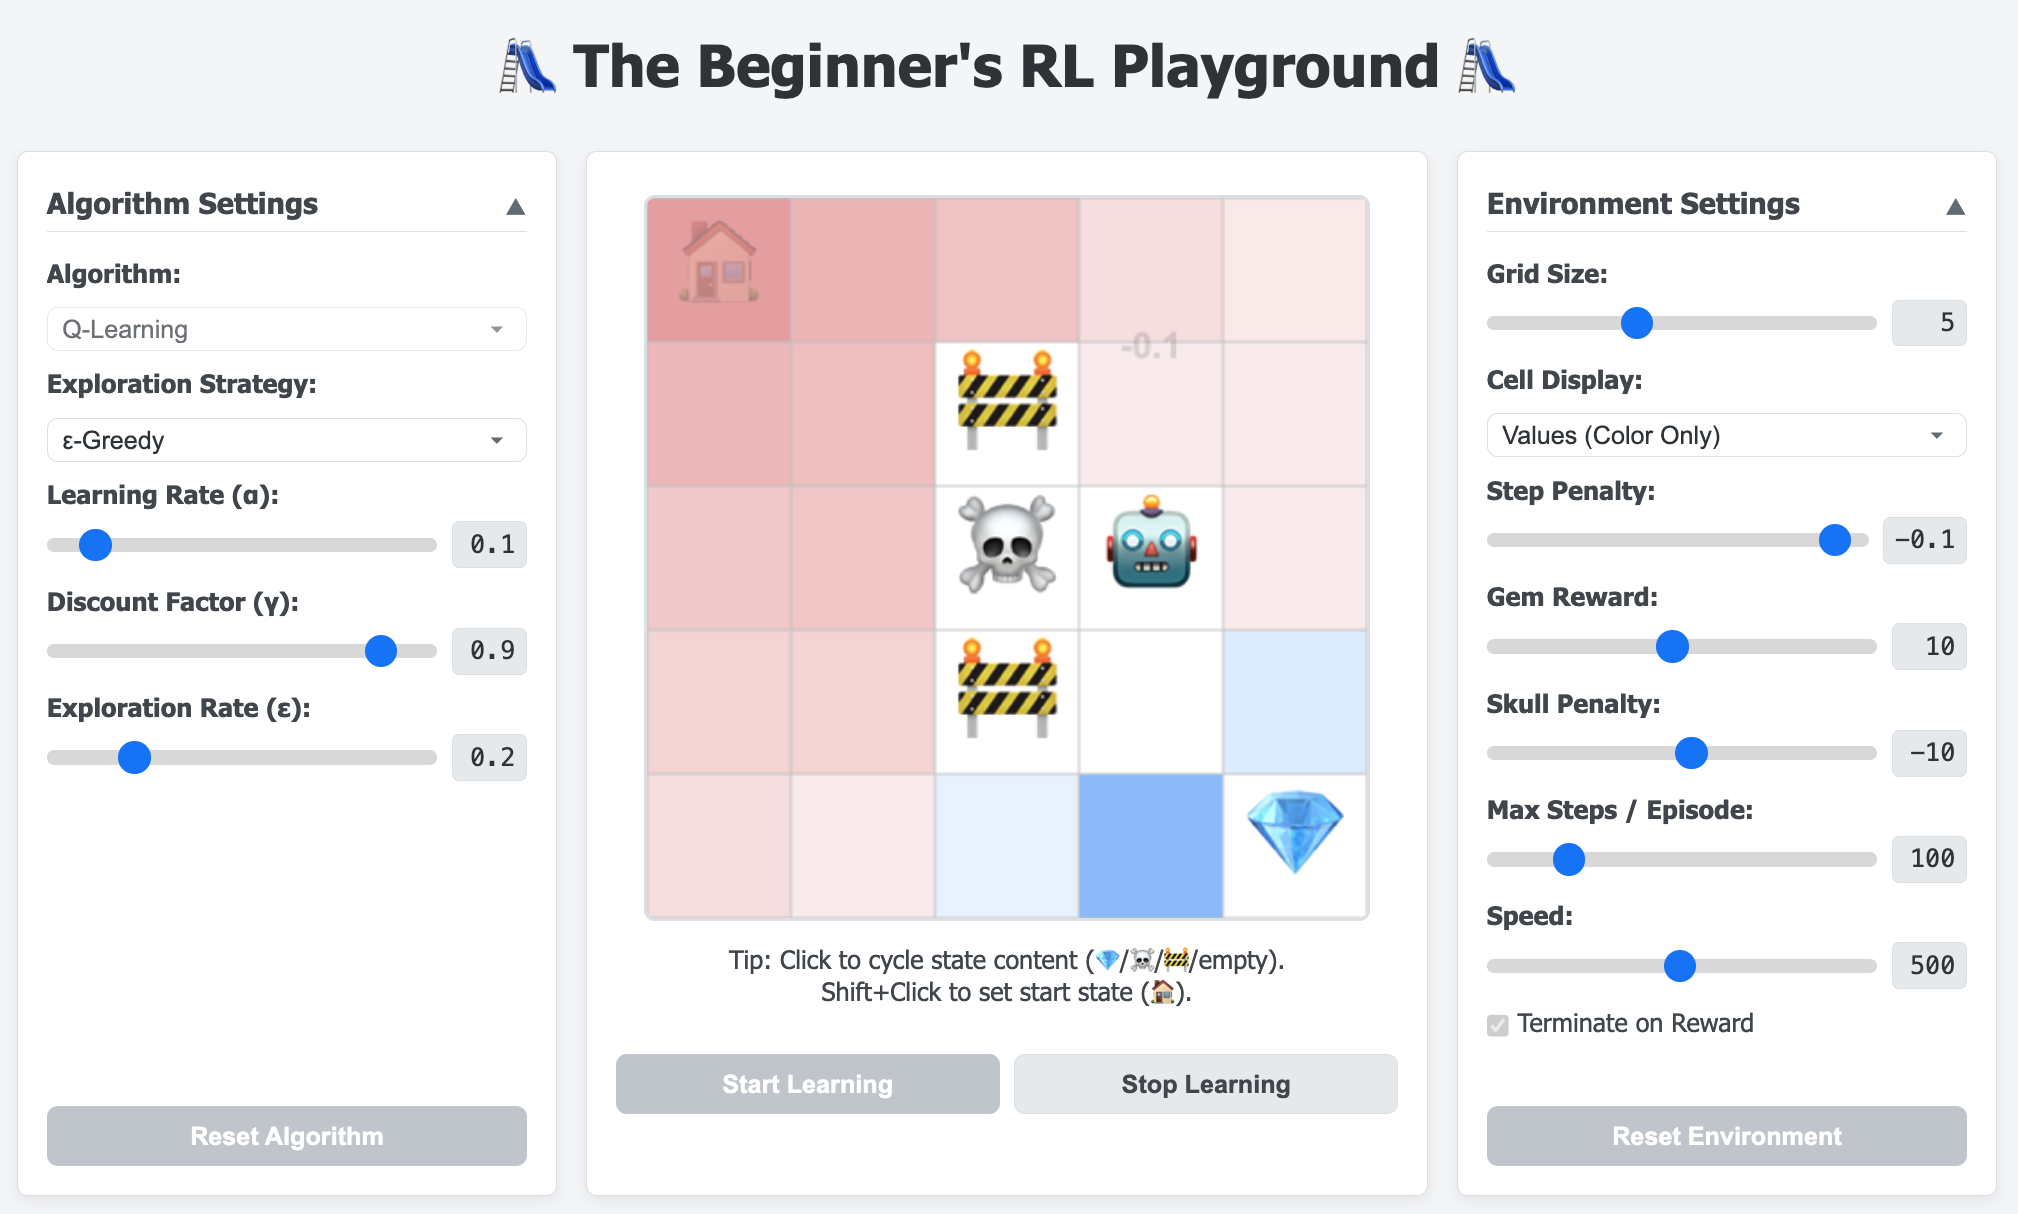 The Beginner's RL Playground
Algorithm Settings
Algorithm:
Q-Learning
Exploration Strategy:
ε-Greedy
Learning Rate (α):
0.1
Discount Factor (γ):
0.9
Exploration Rate (ε):
0.2
Reset Algorithm
-0.1
Tip: Click to cycle state content (💎/☠️/🚧/empty).
Shift+Click to set start state (🏠).
Start Learning
Stop Learning
Environment Settings
Grid Size:
5
Cell Display:
Values (Color Only)
Step Penalty:
-0.1
Gem Reward:
10
Skull Penalty:
-10
Max Steps / Episode:
100
Speed:
500
Terminate on Reward
Reset Environment